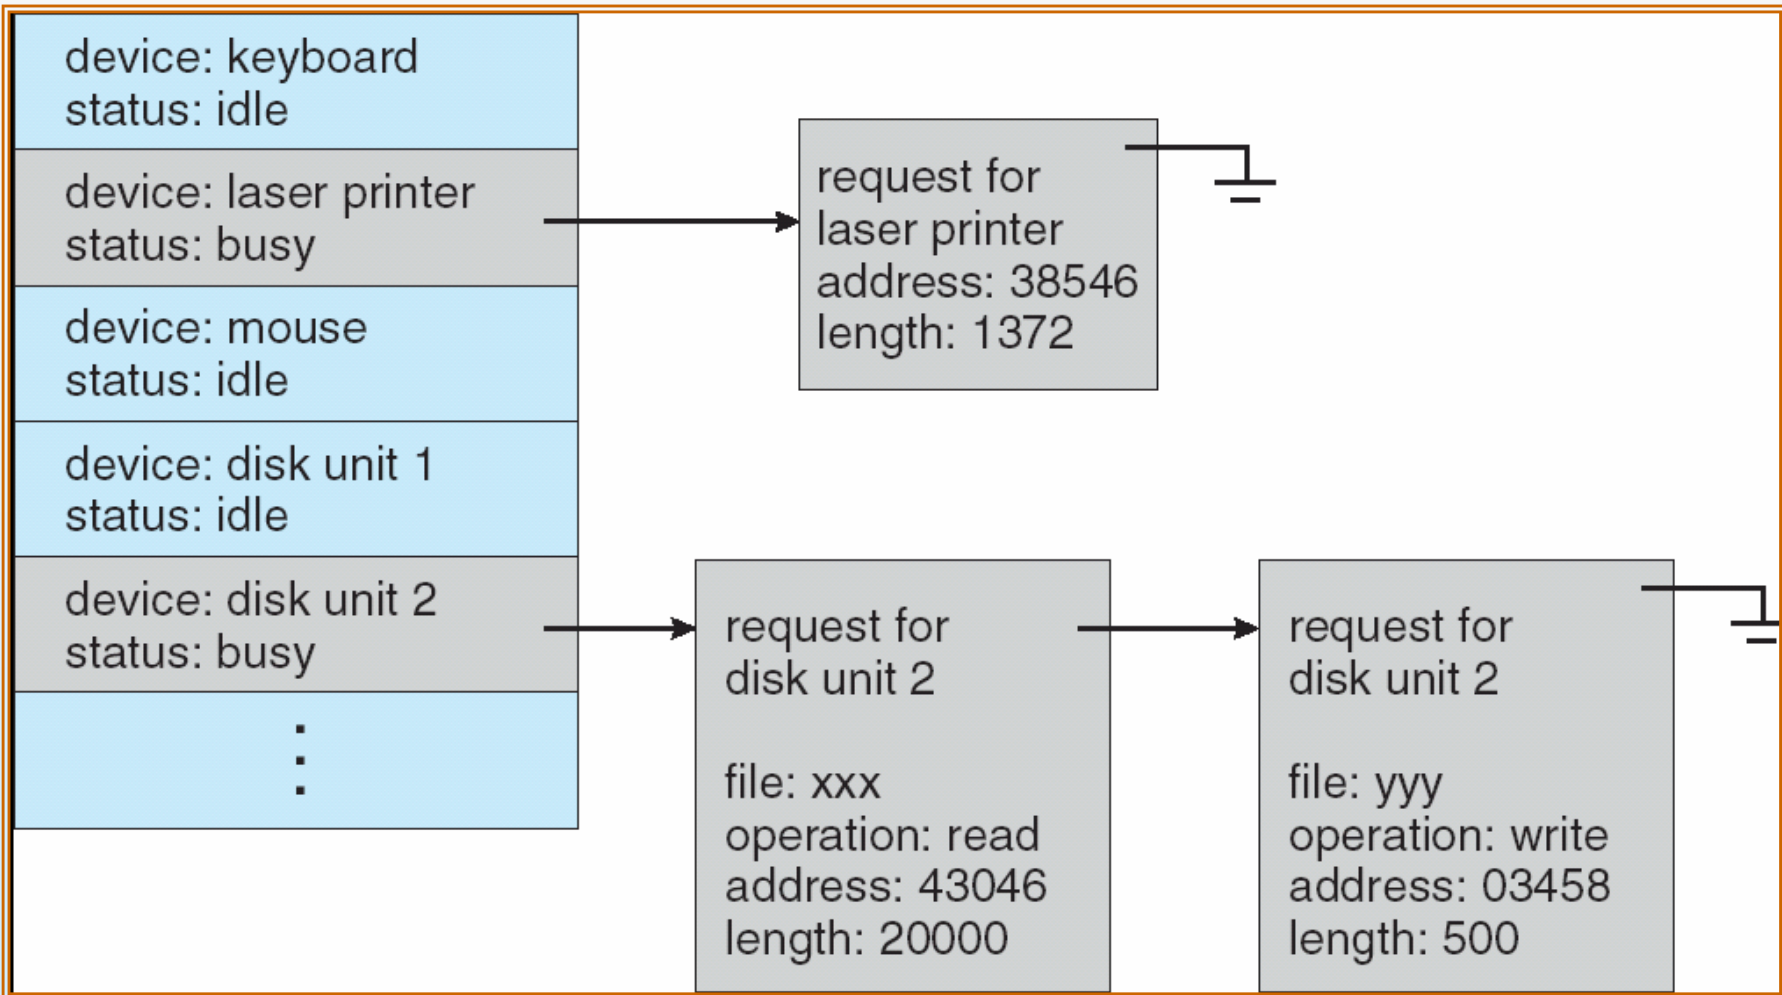 device: keyboard
status: idle
device: laser printer
status: busy
device: mouse
status: idle
device: disk unit 1
status: idle
device: disk unit 2
status: busy
request for
laser printer
address: 38546
length: 1372
request for
disk unit 2
file: xxx
operation: read
address: 43046
length: 20000
request for
disk unit 2
file: yyy
operation: write
address: 03458
length: 500